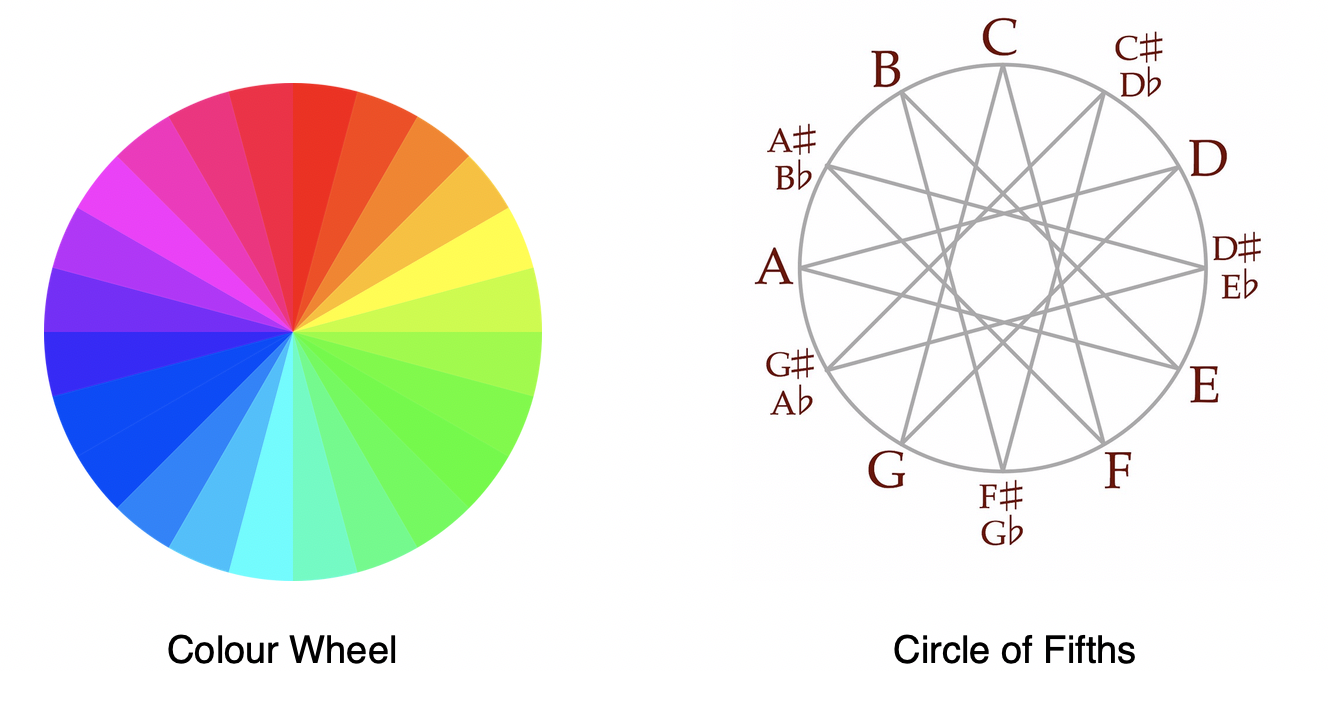 C
C♯
D♭
D
D♯
E♭
E
F
F♯
G♭
G
G♯
A♭
A
A♯
B♭
B
Colour Wheel
Circle of Fifths